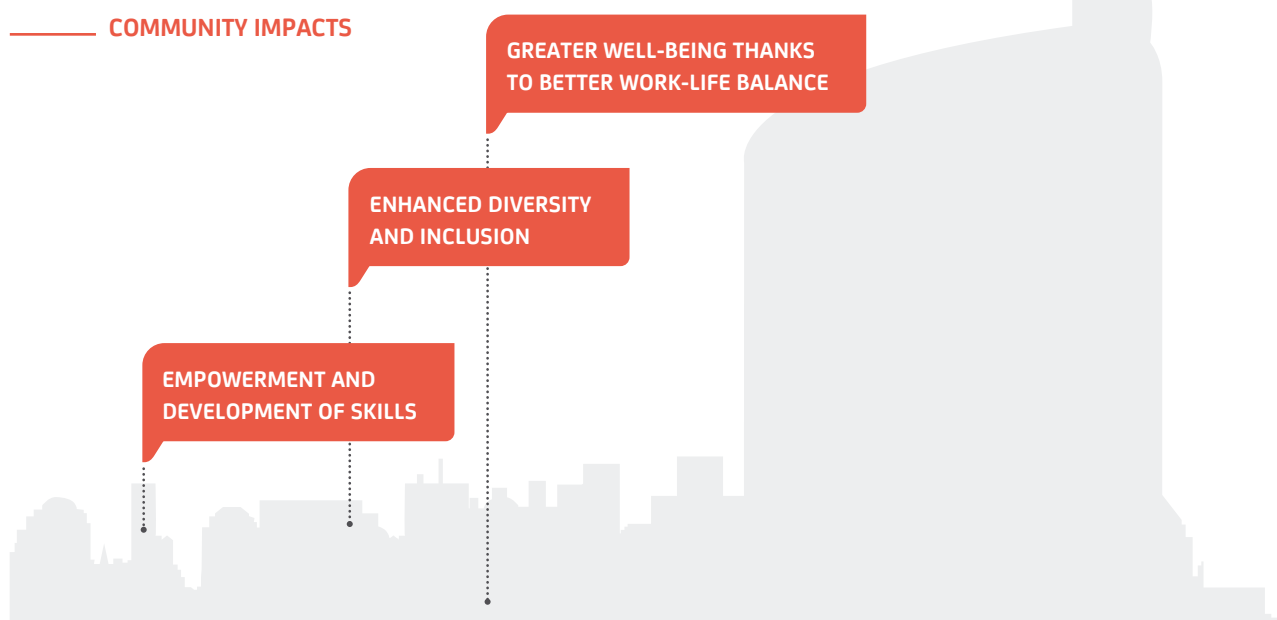 COMMUNITY IMPACTS
GREATER WELL-BEING THANKS
TO BETTER WORK-LIFE BALANCE
ENHANCED DIVERSITY
AND INCLUSION
EMPOWERMENT AND
DEVELOPMENT OF SKILLS